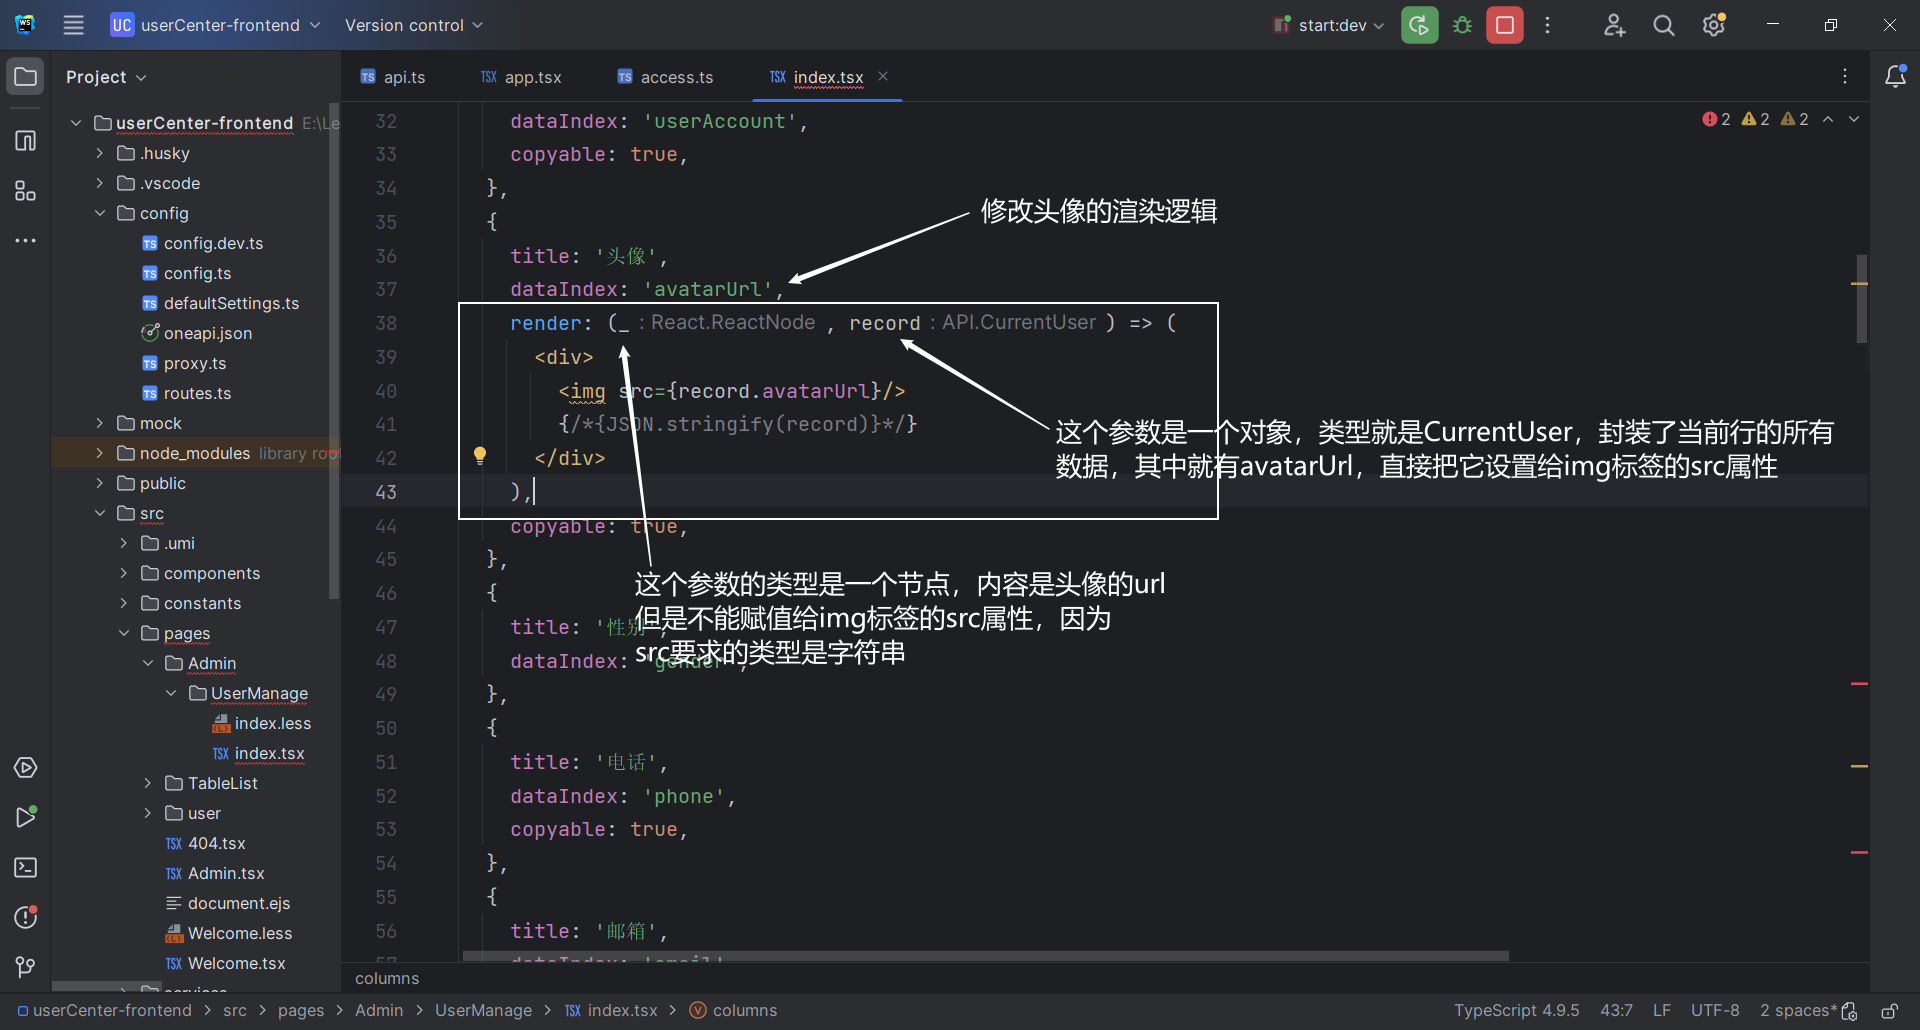 UC userCenter-frontend Version control start:dev
Project
api.ts app.tsx access.ts index.tsx
userCenter-frontend E:\Le
.husky
.vscode
config
config.dev.ts
config.ts
defaultSettings.ts
oneapi.json
proxy.ts
routes.ts
mock
node_modules library root
public
src
.umi
components
constants
pages
Admin
UserManage
index.less
index.tsx
TableList
user
404.tsx
Admin.tsx
document.ejs
Welcome.less
Welcome.tsx
services
2 2 2
32 dataIndex: 'userAccount',
33 copyable: true,
34 },
35 {
36 title: '头像',
37 dataIndex: 'avatarUrl',
38 render: (_ : React.ReactNode , record : API.CurrentUser ) => (
39 <div>
40 <img src={record.avatarUrl}/>
41 {/*{JSON.stringify(record)}*/}
42 </div>
43 ),
44 copyable: true,
45 },
46 {
47 title: '性别',
48 dataIndex: 'gender',
49 },
50 {
51 title: '电话',
52 dataIndex: 'phone',
53 copyable: true,
54 },
55 {
56 title: '邮箱',
57 dataIndex: 'email'
修改头像的渲染逻辑
这个参数是一个对象，类型就是CurrentUser，封装了当前行的所有
数据，其中就有avatarUrl，直接把它设置给img标签的src属性
这个参数的类型是一个节点，内容是头像的url
但是不能赋值给img标签的src属性，因为
src要求的类型是字符串
columns
userCenter-frontend > src > pages > Admin > UserManage > TSX index.tsx > V columns
TypeScript 4.9.5 43:7 LF UTF-8 2 spaces*